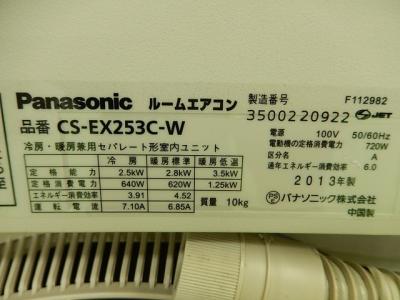 Panasonic ルームエアコン
品番 CS-EX253C-W
冷房・暖房兼用セパレート形室内ユニット
冷房 暖房標準 暖房低温
定格能力 2.5kW 2.8kW 3.5kW
定格消費電力 640W 620W 1.25kW
エネルギー消費効率 3.91 4.52
運転電流 7.10A 6.85A 質量 10kg
製造番号 F112982
3500220922 JET
電源 100V 50/60Hz
電動機の定格消費電力 720W
区分名 A
通年エネルギー消費効率 6.0
2013年製
PS パナソニック株式会社
中国製